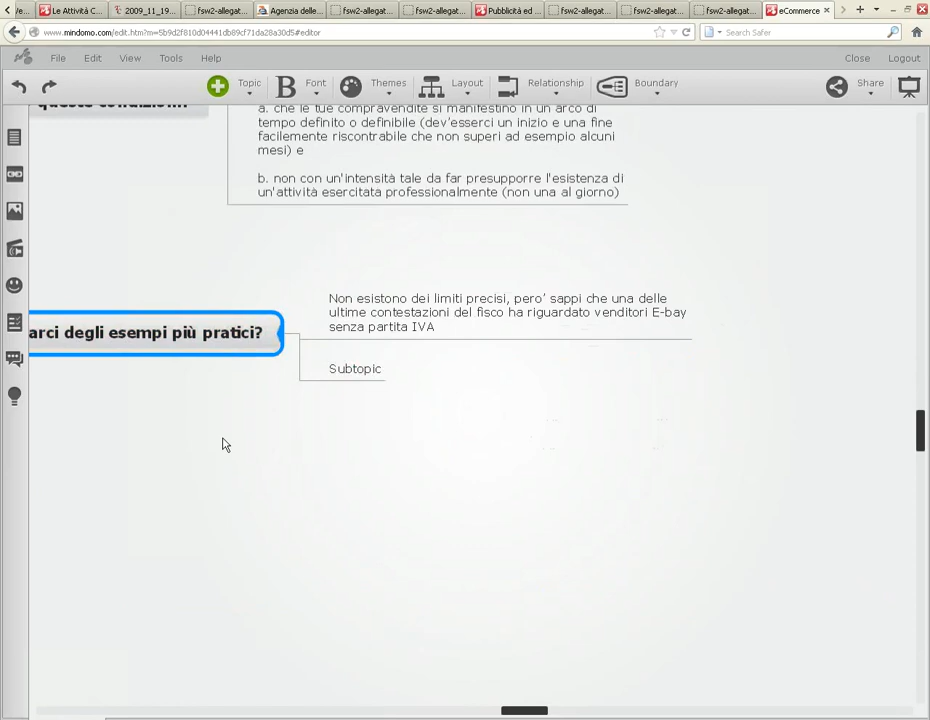 /e...
Le Attività C...
2009_11_19...
fsw2-allegat...
Agenzia delle...
fsw2-allegat...
fsw2-allegat...
Pubblicità ed ...
fsw2-allegat...
fsw2-allegat...
fsw2-allegat...
eCommerce
www.mindomo.com/edit.htm?m=5b9d2f810d04441db89cf71da28a30d5#editor
Search Safer
File
Edit
View
Tools
Help
Close
Logout
Topic
Font
Themes
Layout
Relationship
Boundary
Share
queste condizioni:
a. che le tue compravendite si manifestino in un arco di
tempo definito o definibile (dev'esserci un inizio e una fine
facilemente riscontrabile che non superi ad esempio alcuni
mesi) e
b. non con un'intensità tale da far presupporre l'esistenza di
un'attività esercitata professionalmente (non una al giorno)
arci degli esempi più pratici?
Non esistono dei limiti precisi, pero' sappi che una delle
ultime contestazioni del fisco ha riguardato venditori E-bay
senza partita IVA
Subtopic